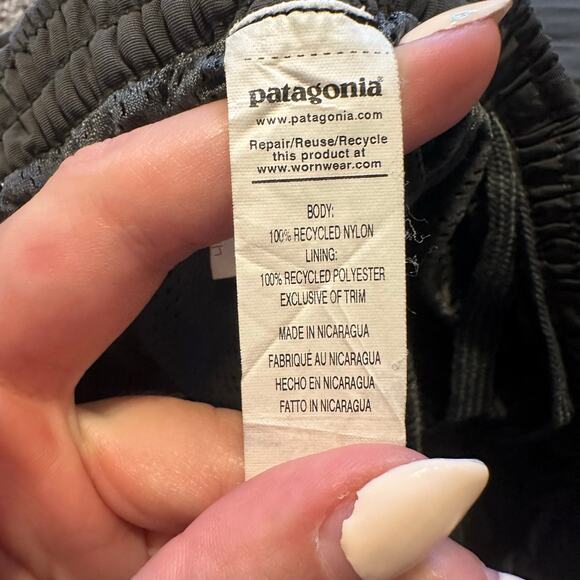 patagonia®
www.patagonia.com
Repair/Reuse/Recycle
this product at
www.wornwear.com
BODY:
100% RECYCLED NYLON
LINING:
100% RECYCLED POLYESTER
EXCLUSIVE OF TRIM
MADE IN NICARAGUA
FABRIQUÉ AU NICARAGUA
HECHO EN NICARAGUA
FATTO IN NICARAGUA